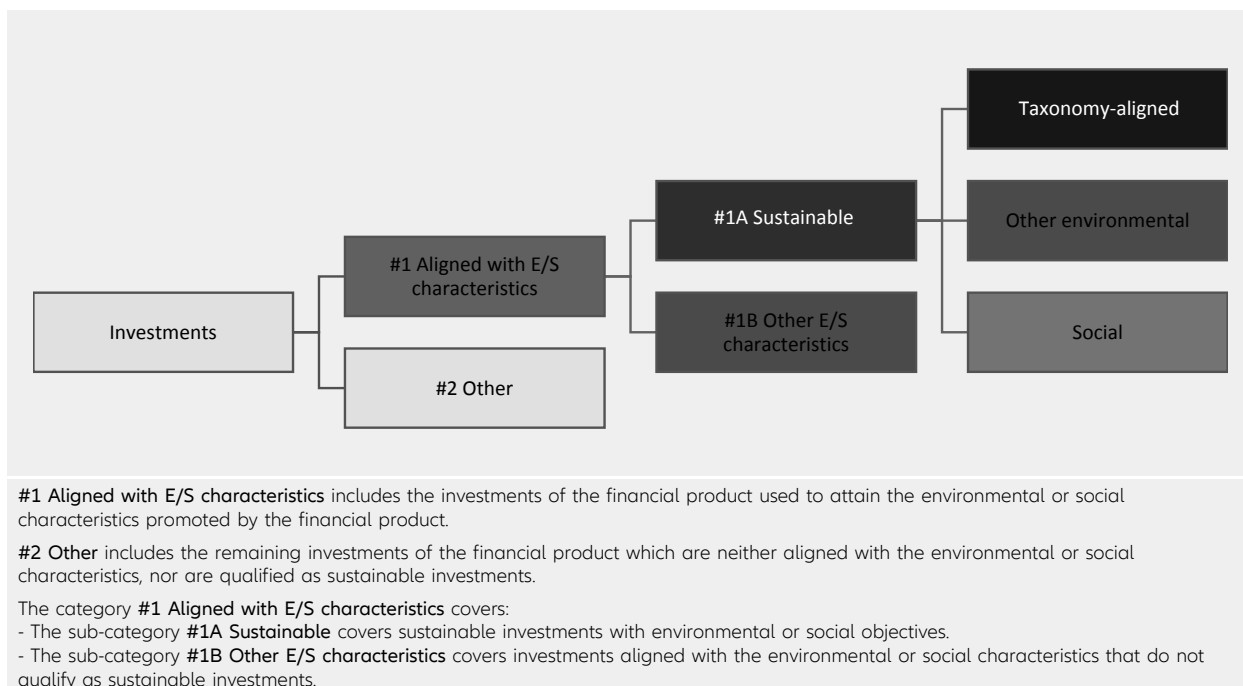 Taxonomy-aligned
#1A Sustainable
Other environmental
#1 Aligned with E/S
characteristics
Investments
#1B Other E/S
characteristics
Social
#2 Other
#1 Aligned with E/S characteristics includes the investments of the financial product used to attain the environmental or social
characteristics promoted by the financial product.
#2 Other includes the remaining investments of the financial product which are neither aligned with the environmental or social
characteristics, nor are qualified as sustainable investments.
The category #1 Aligned with E/S characteristics covers:
- The sub-category #1A Sustainable covers sustainable investments with environmental or social objectives.
- The sub-category #1B Other E/S characteristics covers investments aligned with the environmental or social characteristics that do not
qualify as sustainable investments.